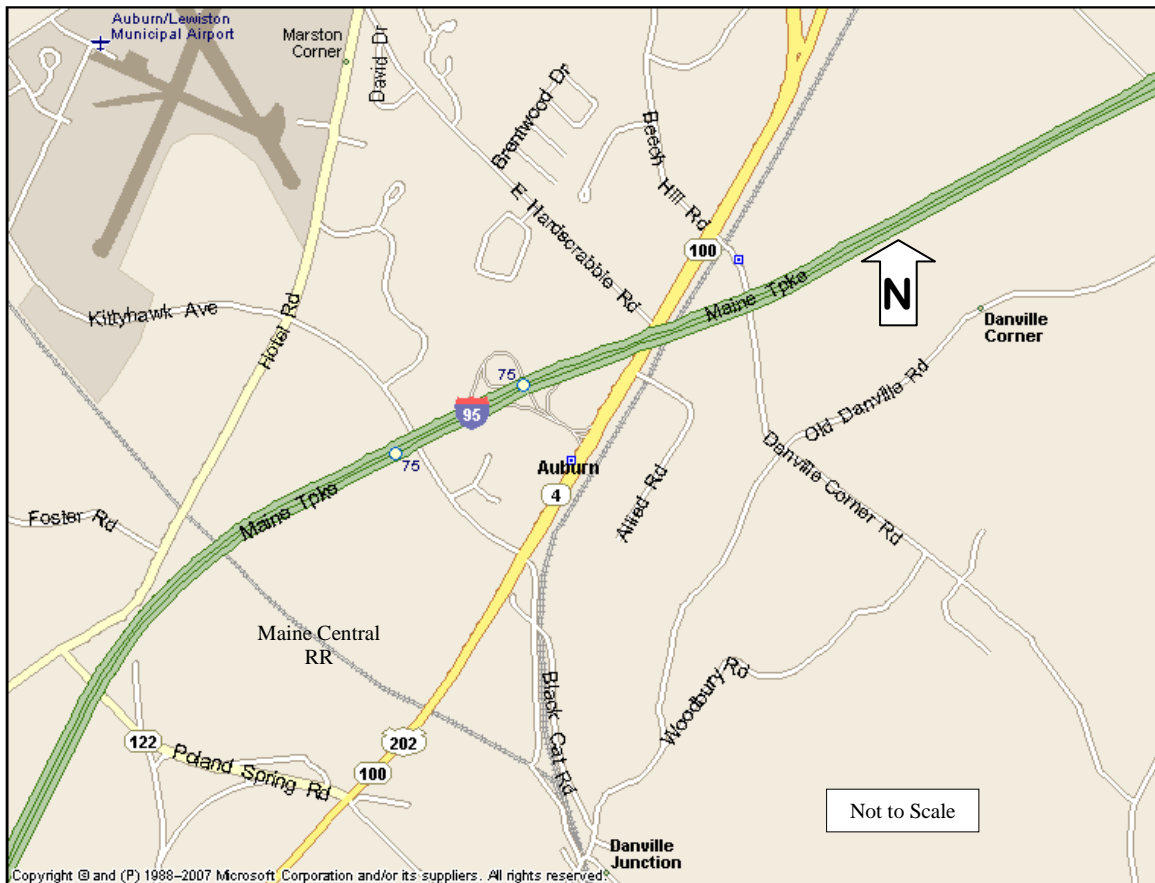 Auburn/Lewiston
Municipal Airport
Marston
Corner
David Dr
Brentwood Dr
Beech Hill Rd
E Hardscrabble Rd
100
Maine Tpke
N
Danville
Corner
Kittyhawk Ave
Hotel Rd
75
95
75
Old Danville Rd
Danville Corner Rd
Auburn
4
Allied Rd
Maine Tpke
Foster Rd
Maine Central
RR
Black Cat Rd
Woodbury Rd
122
Poland Spring Rd
202
100
Not to Scale
Danville
Junction
Copyright © and (P) 1988–2007 Microsoft Corporation and/or its suppliers. All rights reserved.